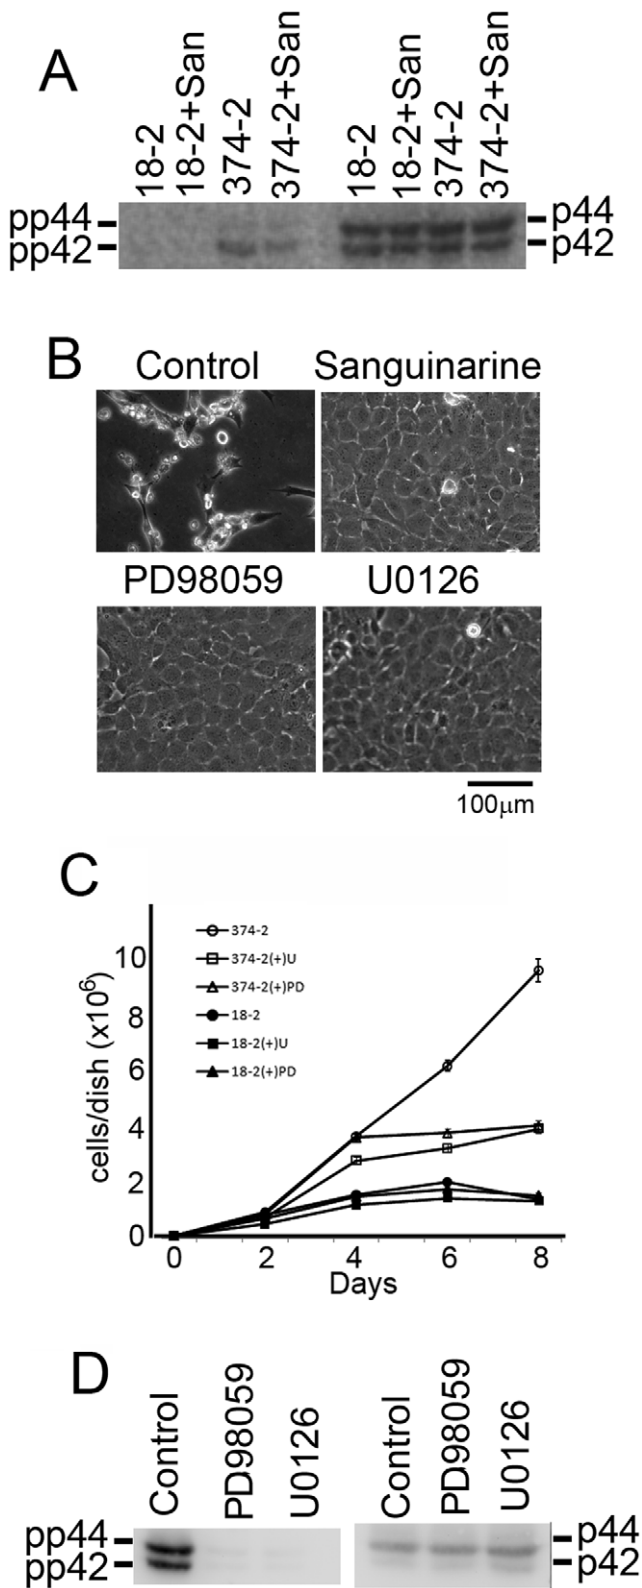 A
18-2
18-2+San
374-2
374-2+San
18-2
18-2+San
374-2
374-2+San
pp44
pp42
p44
p42
B
Control
Sanguinarine
PD98059
U0126
100μm
C
cells/dish (x10⁶)
10
8
6
4
2
0
374-2
374-2(+)U
374-2(+)PD
18-2
18-2(+)U
18-2(+)PD
0 2 4 6 8
Days
D
Control
PD98059
U0126
Control
PD98059
U0126
pp44
pp42
p44
p42